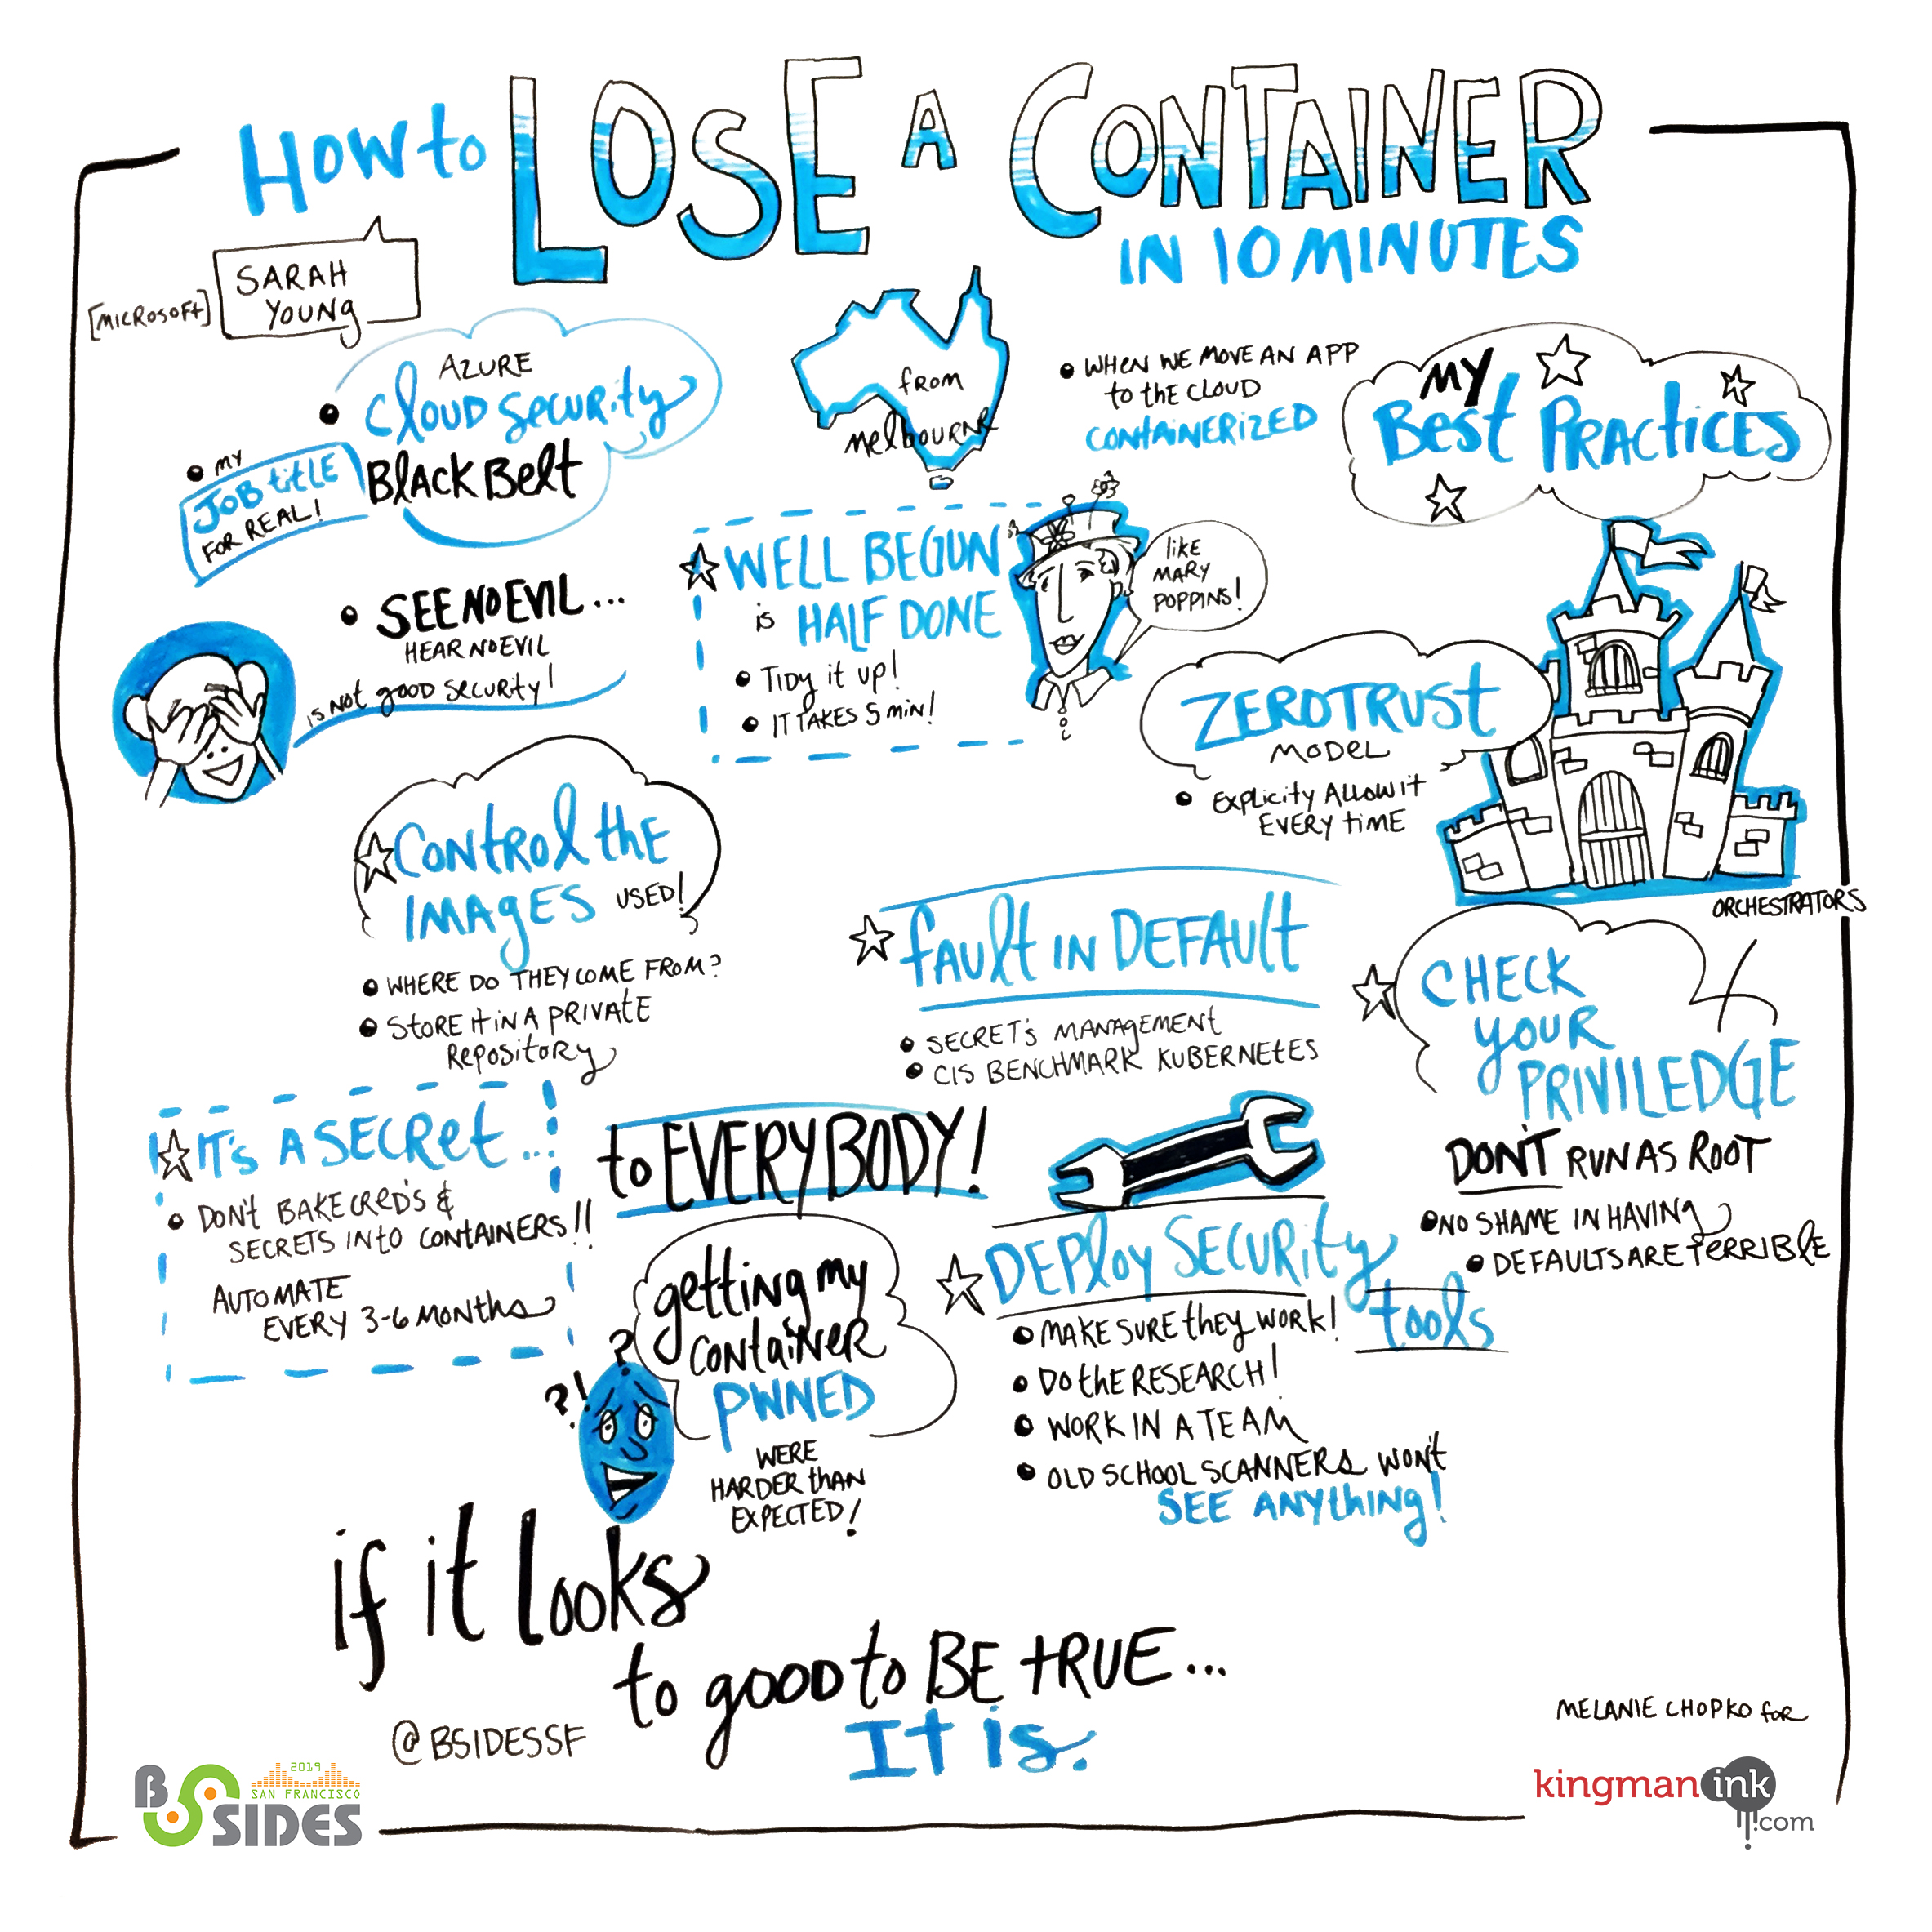 HOW to LOSE A CONTAINER
IN 10 MINUTES
[MICROSOFT]
SARAH
YOUNG
AZURE
• CLOUD SECURITY
BLACK BELT
• MY
JOB titLE
FOR REAL!
from
MELBOURNE
• WHEN WE MOVE AN APP
to the CLOUD
CONTAINERIZED
MY
BEST PRACTICES
• SEE NO EVIL...
HEAR NO EVIL
IS NOT GOOD SECURITY!
WELL BEGUN
is HALF DONE
• TIDY it UP!
• IT TAKES 5 MIN!
like
MARY
POPPINS!
ZERO TRUST
MODEL
• EXPLICITY ALLOW IT
EVERY TIME
ORCHESTRATORS
CONTROL THE
IMAGES USED!
• WHERE DO THEY COME FROM?
• STORE IT IN A PRIVATE
REPOSITORY
FAULT IN DEFAULT
• SECRET'S MANAGEMENT
• CIS BENCHMARK KUBERNETES
CHECK
YOUR
PRIVILEDGE
DON'T RUN AS ROOT
• NO SHAME IN HAVING
• DEFAULTS ARE TERRIBLE
IT'S A SECRET...
to EVERYBODY!
• DON'T BAKE CRED'S &
SECRETS INTO CONTAINERS!!
AUTOMATE
EVERY 3-6 MONTHS
?
?!
getting my
CONTAINER
PWNED
WERE
HARDER THAN
EXPECTED!
DEPLOY SECURITY
tools
• MAKE SURE they WORK!
• DO the RESEARCH!
• WORK IN A TEAM
• OLD SCHOOL SCANNERS WON'T
SEE ANYTHING!
if it looks
to good to BE tRUE...
It is.
@BSIDESSF
MELANIE CHOPKO for
BSIDES
2019
SAN FRANCISCO
kingmanink
.com